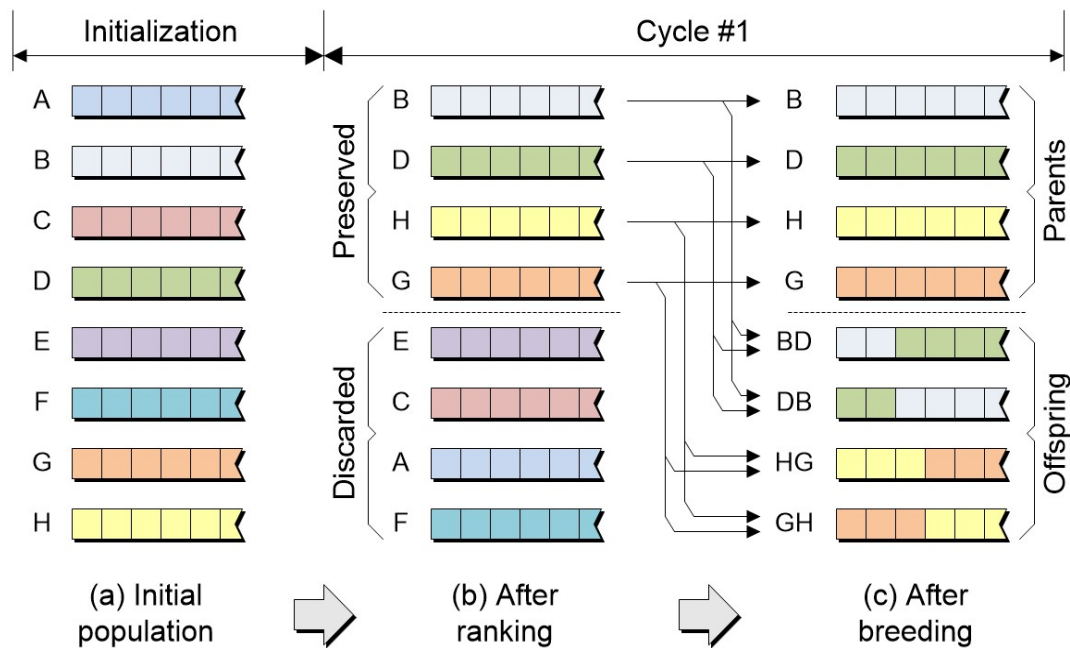 Initialization
Cycle #1
A
B
C
D
E
F
G
H
Preserved
Discarded
B
D
H
G
E
C
A
F
B
D
H
G
BD
DB
HG
GH
Parents
Offspring
(a) Initial
population
(b) After
ranking
(c) After
breeding